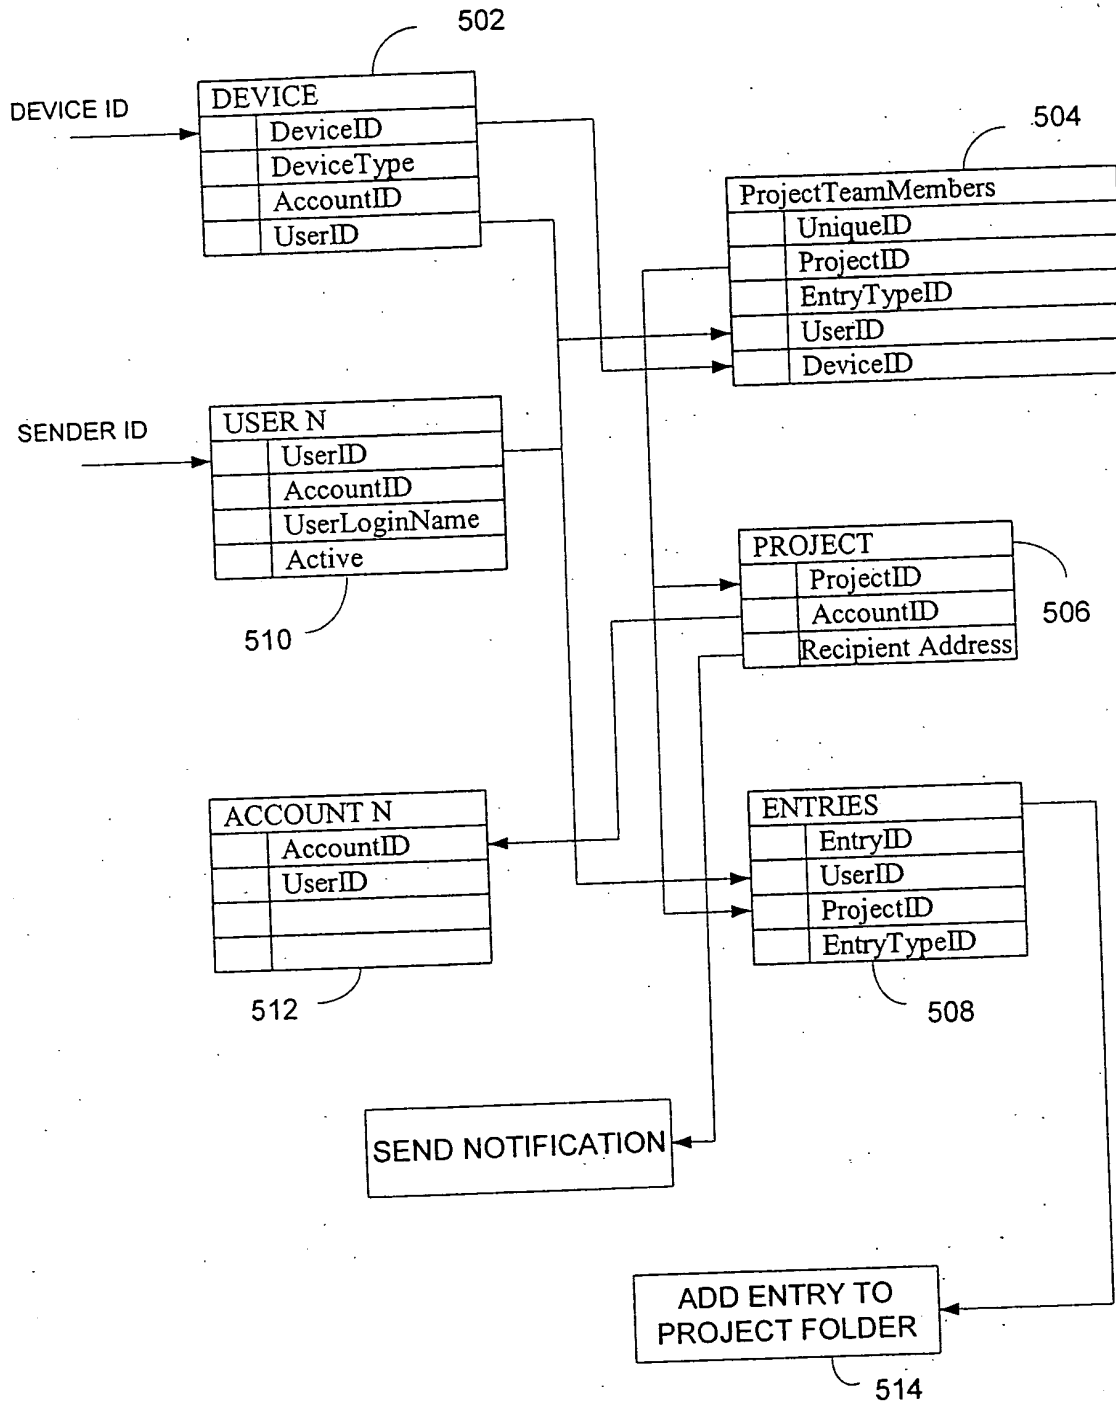 502
DEVICE ID
DEVICE
DeviceID
DeviceType
AccountID
UserID
504
ProjectTeamMembers
UniqueID
ProjectID
EntryTypeID
UserID
DeviceID
SENDER ID
USER N
UserID
AccountID
UserLoginName
Active
510
PROJECT
ProjectID
AccountID
Recipient Address
506
ACCOUNT N
AccountID
UserID
512
ENTRIES
EntryID
UserID
ProjectID
EntryTypeID
508
SEND NOTIFICATION
ADD ENTRY TO
PROJECT FOLDER
514